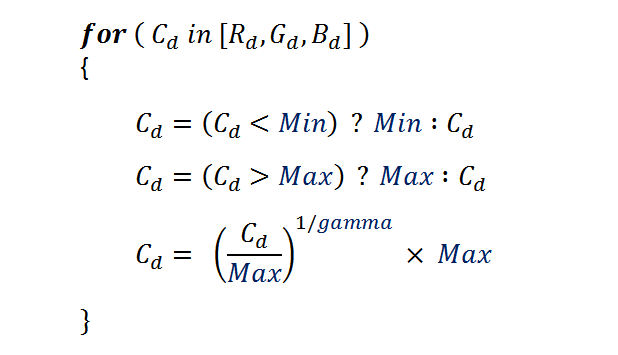 for ( C_d in [R_d, G_d, B_d] )
{
C_d = (C_d < Min) ? Min : C_d
C_d = (C_d > Max) ? Max : C_d
C_d = (C_d / Max)^{1/gamma} × Max
}